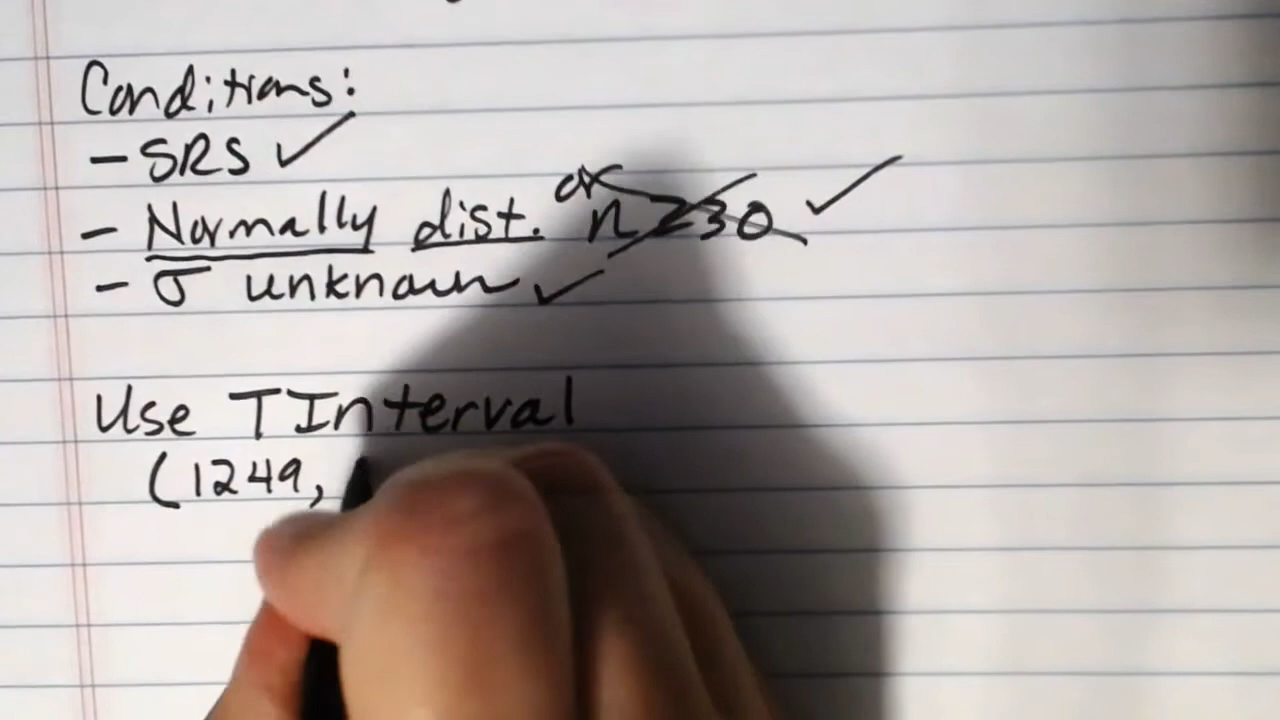 Conditions:
- SRS ✓
- Normally dist. or n ≥ 30 ✓
- σ unknown ✓
Use TInterval
(1249,